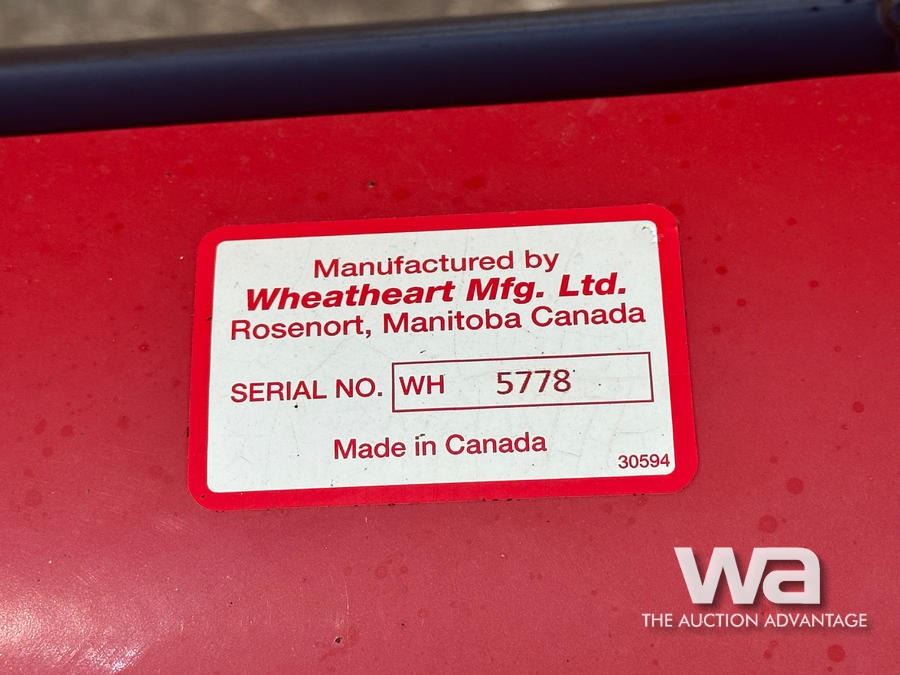 Manufactured by
Wheatheart Mfg. Ltd.
Rosenort, Manitoba Canada
SERIAL NO. WH 5778
Made in Canada
30594
wa
THE AUCTION ADVANTAGE